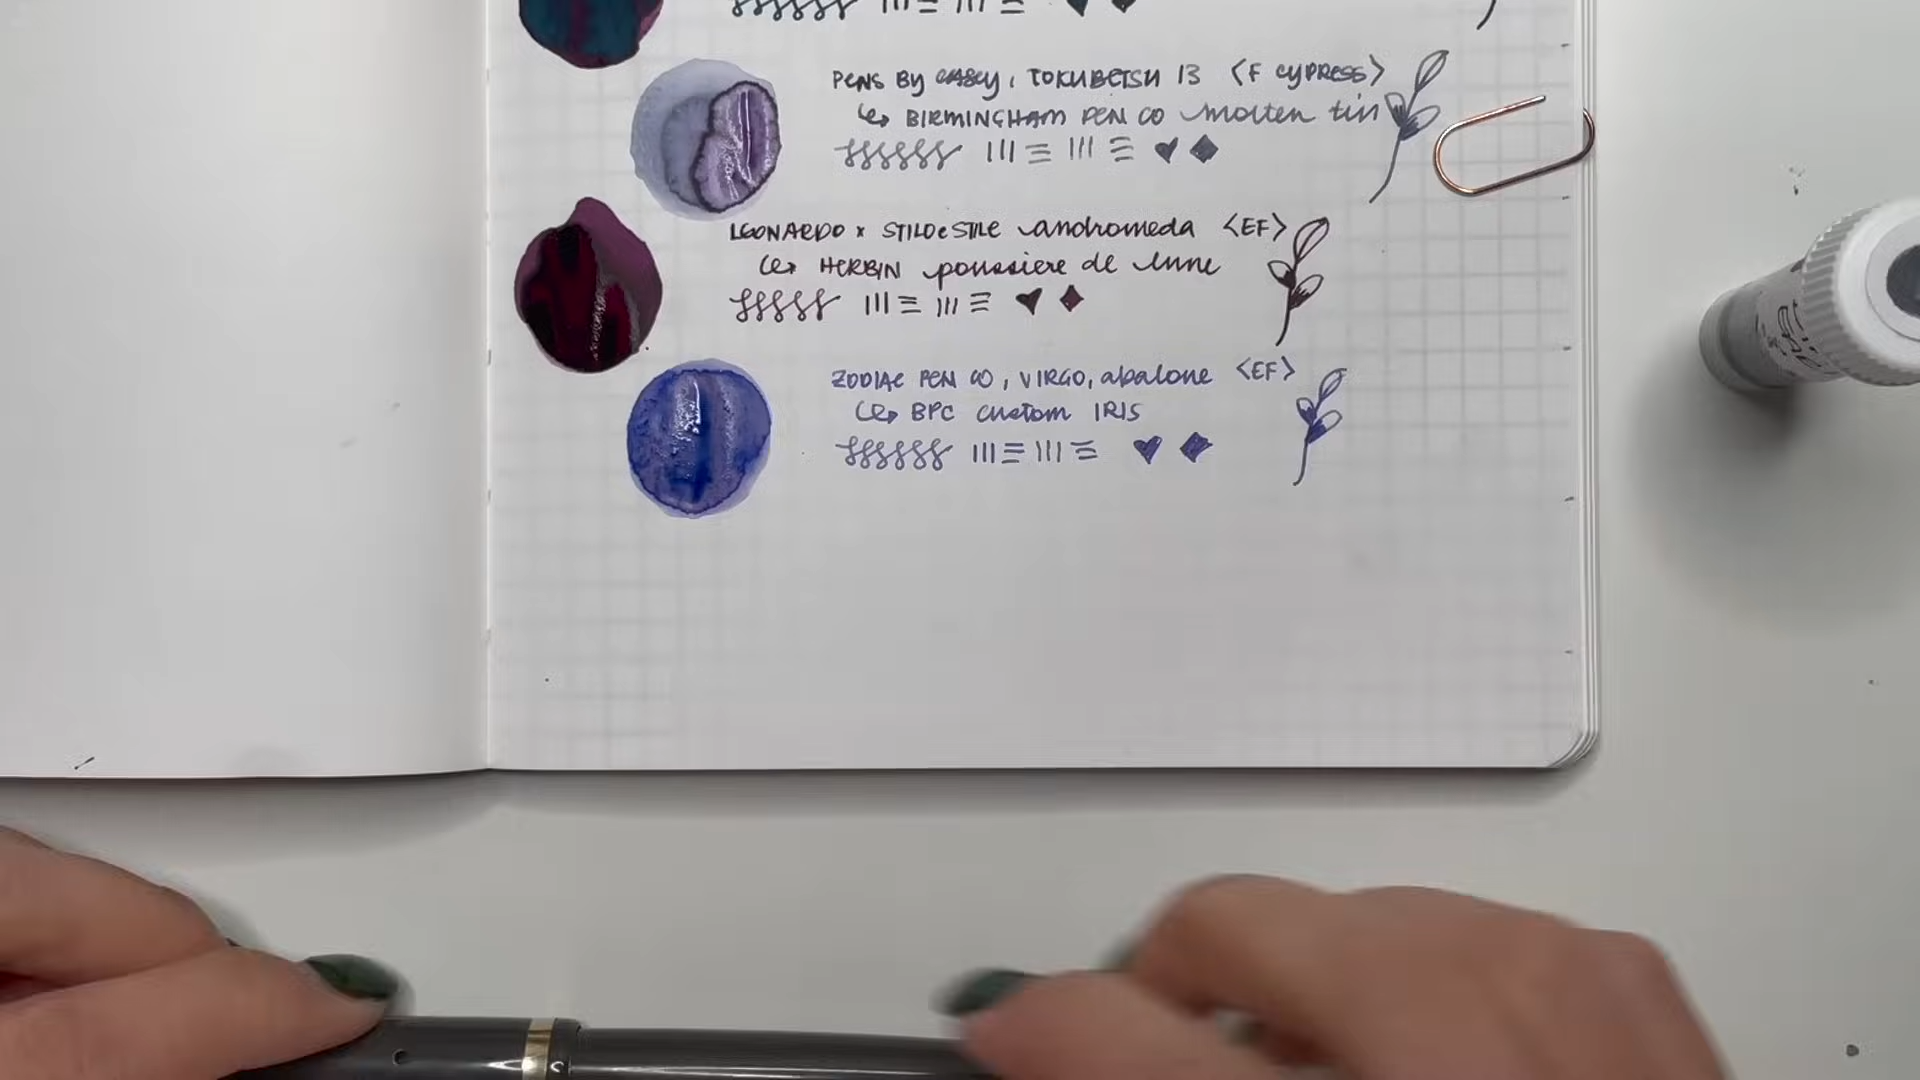 PENS BY CASEY, TOKUBETSU 13 <F CYPRESS>
↳ BIRMINGHAM PEN CO molten tin
LEONARDO x STILOeSTILE andromeda <EF>
↳ HERBIN poussiere de lune
ZODIAC PEN CO, VIRGO, abalone <EF>
↳ BPC custom IRIS